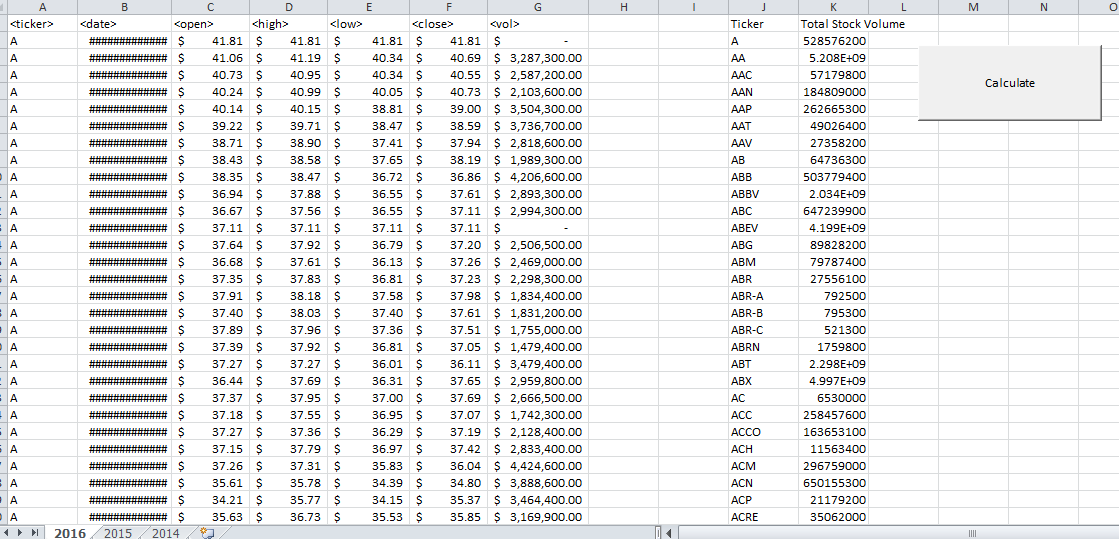 A B C D E F G H I J K L M N O
<ticker> <date> <open> <high> <low> <close> <vol> Ticker Total Stock Volume
A ############# $ 41.81 $ 41.81 $ 41.81 $ 41.81 $ - A 528576200
A ############# $ 41.06 $ 41.19 $ 40.34 $ 40.69 $ 3,287,300.00 AA 5.208E+09
A ############# $ 40.73 $ 40.95 $ 40.34 $ 40.55 $ 2,587,200.00 AAC 57179800
Calculate
A ############# $ 40.24 $ 40.99 $ 40.05 $ 40.73 $ 2,103,600.00 AAN 184809000
A ############# $ 40.14 $ 40.15 $ 38.81 $ 39.00 $ 3,504,300.00 AAP 262665300
A ############# $ 39.22 $ 39.71 $ 38.47 $ 38.59 $ 3,736,700.00 AAT 49026400
A ############# $ 38.71 $ 38.90 $ 37.41 $ 37.94 $ 2,818,600.00 AAV 27358200
A ############# $ 38.43 $ 38.58 $ 37.65 $ 38.19 $ 1,989,300.00 AB 64736300
A ############# $ 38.35 $ 38.47 $ 36.72 $ 36.86 $ 4,206,600.00 ABB 503779400
A ############# $ 36.94 $ 37.88 $ 36.55 $ 37.61 $ 2,893,300.00 ABBV 2.034E+09
A ############# $ 36.67 $ 37.56 $ 36.55 $ 37.11 $ 2,994,300.00 ABC 647239900
A ############# $ 37.11 $ 37.11 $ 37.11 $ 37.11 $ - ABEV 4.199E+09
A ############# $ 37.64 $ 37.92 $ 36.79 $ 37.20 $ 2,506,500.00 ABG 89828200
A ############# $ 36.68 $ 37.61 $ 36.13 $ 37.26 $ 2,469,000.00 ABM 79787400
A ############# $ 37.35 $ 37.83 $ 36.81 $ 37.23 $ 2,298,300.00 ABR 27556100
A ############# $ 37.91 $ 38.18 $ 37.58 $ 37.98 $ 1,834,400.00 ABR-A 792500
A ############# $ 37.40 $ 38.03 $ 37.40 $ 37.61 $ 1,831,200.00 ABR-B 795300
A ############# $ 37.89 $ 37.96 $ 37.36 $ 37.51 $ 1,755,000.00 ABR-C 521300
A ############# $ 37.39 $ 37.92 $ 36.81 $ 37.05 $ 1,479,400.00 ABRN 1759800
A ############# $ 37.27 $ 37.27 $ 36.01 $ 36.11 $ 3,479,400.00 ABT 2.298E+09
A ############# $ 36.44 $ 37.69 $ 36.31 $ 37.65 $ 2,959,800.00 ABX 4.997E+09
A ############# $ 37.37 $ 37.95 $ 37.00 $ 37.69 $ 2,666,500.00 AC 6530000
A ############# $ 37.18 $ 37.55 $ 36.95 $ 37.07 $ 1,742,300.00 ACC 258457600
A ############# $ 37.27 $ 37.36 $ 36.29 $ 37.19 $ 2,128,400.00 ACCO 163653100
A ############# $ 37.15 $ 37.79 $ 36.97 $ 37.42 $ 2,833,400.00 ACH 11563400
A ############# $ 37.26 $ 37.31 $ 35.83 $ 36.04 $ 4,424,600.00 ACM 296759000
A ############# $ 35.61 $ 35.78 $ 34.39 $ 34.80 $ 3,888,600.00 ACN 650155300
A ############# $ 34.21 $ 35.77 $ 34.15 $ 35.37 $ 3,464,400.00 ACP 21179200
A ############# $ 35.63 $ 36.73 $ 35.53 $ 35.85 $ 3,169,900.00 ACRE 35062000
2016 2015 2014